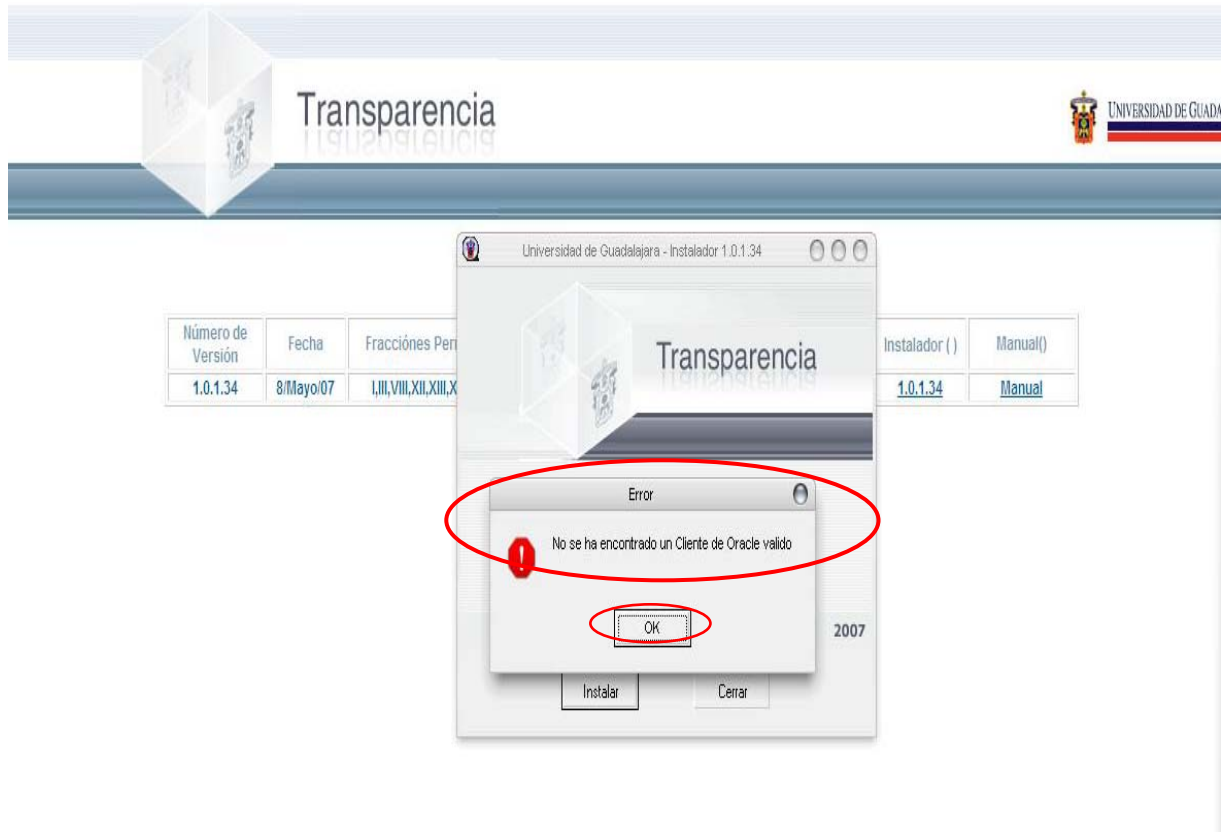 Transparencia
UNIVERSIDAD DE GUADA
Universidad de Guadalajara - Instalador 1.0.1.34
Transparencia
Número de
Versión
Fecha
Fracciónes Peri
Instalador ( )
Manual()
1.0.1.34
8/Mayo/07
I,III,VIII,XII,XIII,X
1.0.1.34
Manual
Error
No se ha encontrado un Cliente de Oracle valido
OK
2007
Instalar
Cerrar